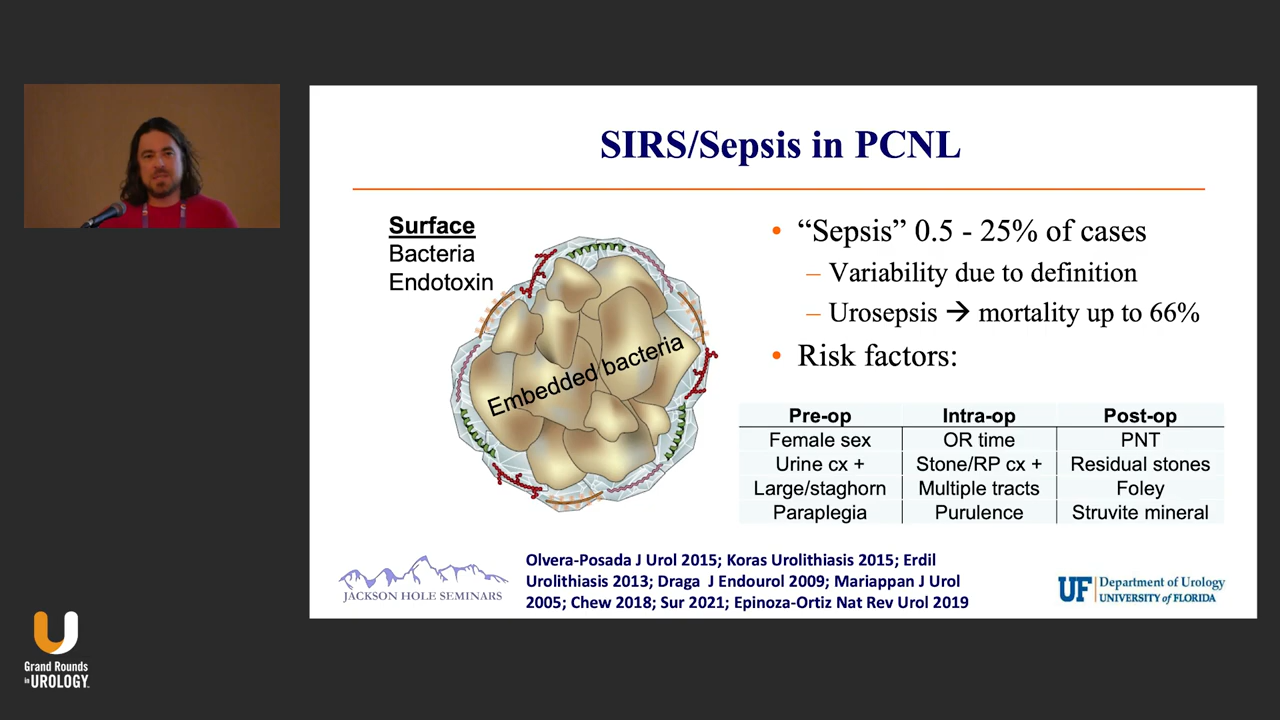 SIRS/Sepsis in PCNL
Surface
Bacteria
Endotoxin
Embedded bacteria
• “Sepsis” 0.5 - 25% of cases
– Variability due to definition
– Urosepsis → mortality up to 66%
• Risk factors:
Pre-op Intra-op Post-op
Female sex OR time PNT
Urine cx + Stone/RP cx + Residual stones
Large/staghorn Multiple tracts Foley
Paraplegia Purulence Struvite mineral
Olvera-Posada J Urol 2015; Koras Urolithiasis 2015; Erdil
Urolithiasis 2013; Draga J Endourol 2009; Mariappan J Urol
2005; Chew 2018; Sur 2021; Epinoza-Ortiz Nat Rev Urol 2019
JACKSON HOLE SEMINARS
UF Department of Urology
UNIVERSITY of FLORIDA
Grand Rounds
in UROLOGY